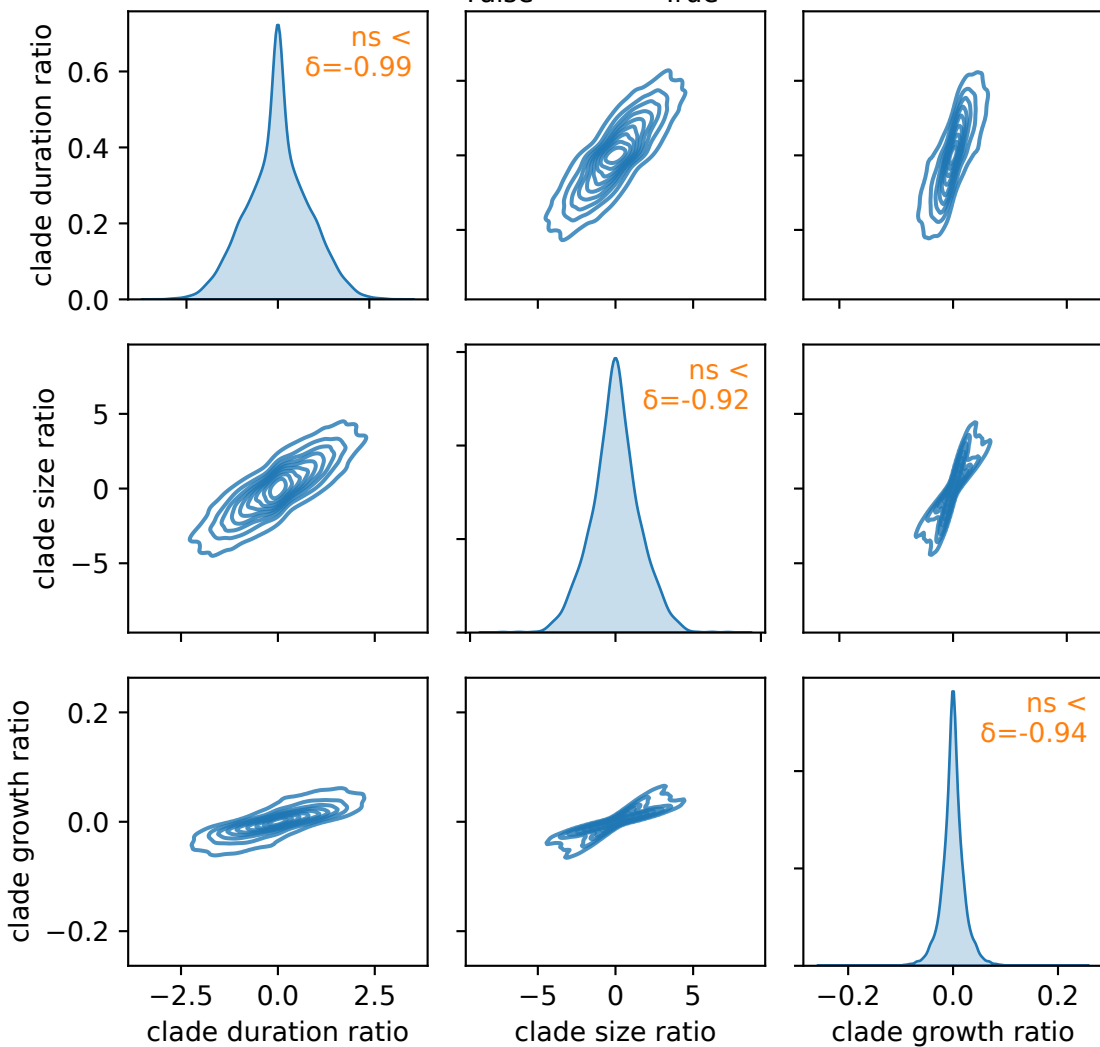 clade duration ratio
0.6
0.4
0.2
0.0
ns <
δ=-0.99
clade size ratio
5
0
−5
ns <
δ=-0.92
clade growth ratio
0.2
0.0
−0.2
ns <
δ=-0.94
−2.5 0.0 2.5
−5 0 5
−0.2 0.0 0.2
clade duration ratio
clade size ratio
clade growth ratio